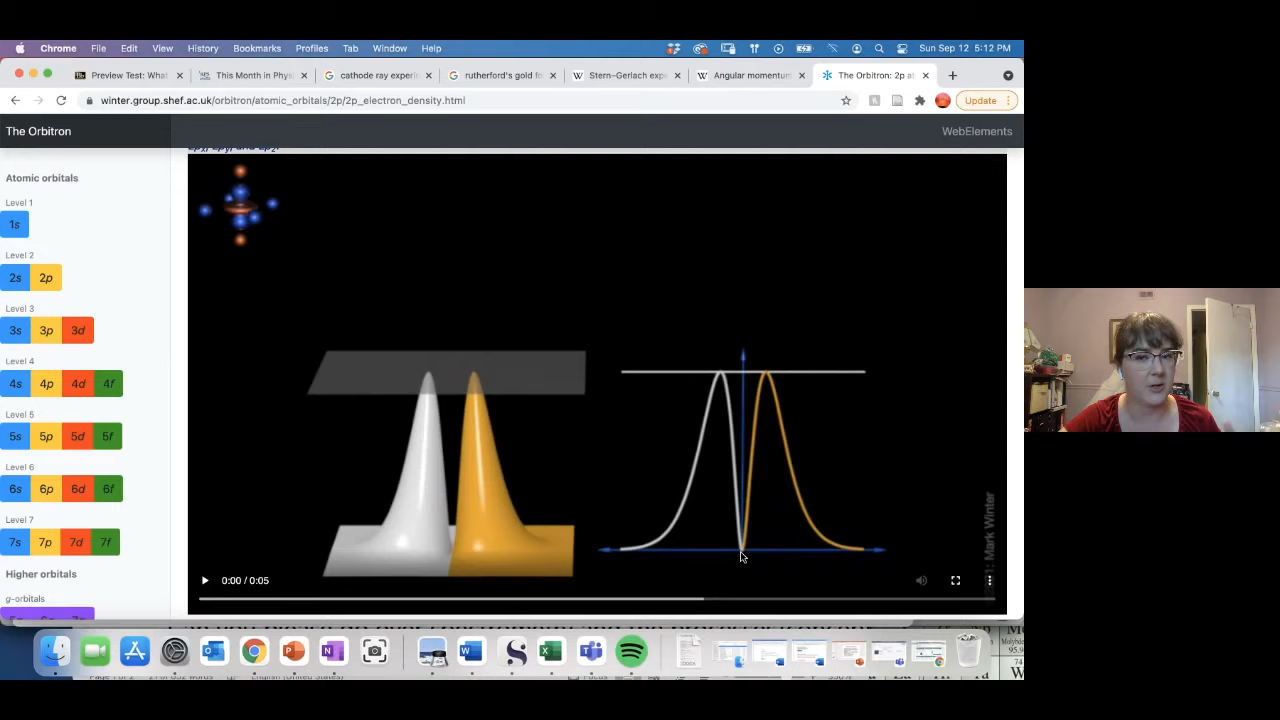 Chrome File Edit View History Bookmarks Profiles Tab Window Help Sun Sep 12 5:12 PM
Preview Test: What This Month in Physi cathode ray experi rutherford's gold fo Stern–Gerlach expe Angular momentum The Orbitron: 2p a
winter.group.shef.ac.uk/orbitron/atomic_orbitals/2p/2p_electron_density.html Update
The Orbitron WebElements
Atomic orbitals
Level 1
1s
Level 2
2s 2p
Level 3
3s 3p 3d
Level 4
4s 4p 4d 4f
Level 5
5s 5p 5d 5f
Level 6
6s 6p 6d 6f
Level 7
7s 7p 7d 7f
Higher orbitals
g-orbitals
Mark Winter
0:00 / 0:05